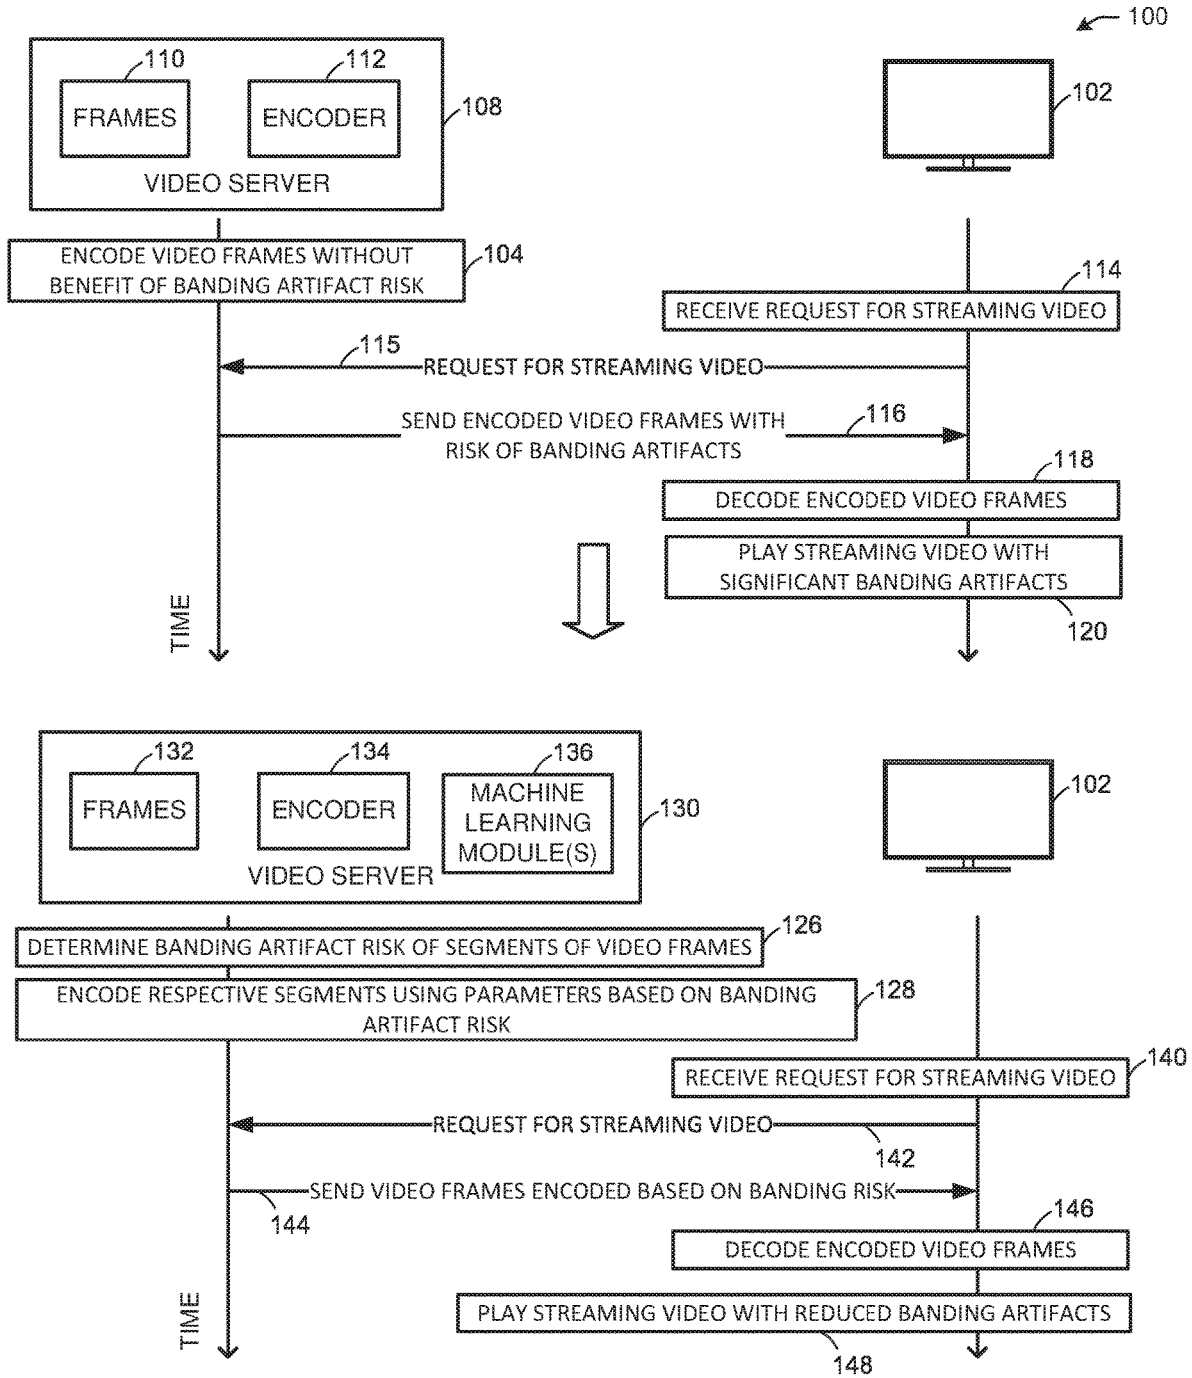 100
110
112
FRAMES
ENCODER
108
VIDEO SERVER
102
ENCODE VIDEO FRAMES WITHOUT
BENEFIT OF BANDING ARTIFACT RISK
104
114
RECEIVE REQUEST FOR STREAMING VIDEO
115
REQUEST FOR STREAMING VIDEO
SEND ENCODED VIDEO FRAMES WITH
RISK OF BANDING ARTIFACTS
116
118
DECODE ENCODED VIDEO FRAMES
PLAY STREAMING VIDEO WITH
SIGNIFICANT BANDING ARTIFACTS
120
TIME
132
134
136
FRAMES
ENCODER
MACHINE
LEARNING
MODULE(S)
130
VIDEO SERVER
102
DETERMINE BANDING ARTIFACT RISK OF SEGMENTS OF VIDEO FRAMES
126
ENCODE RESPECTIVE SEGMENTS USING PARAMETERS BASED ON BANDING
ARTIFACT RISK
128
RECEIVE REQUEST FOR STREAMING VIDEO
140
REQUEST FOR STREAMING VIDEO
142
SEND VIDEO FRAMES ENCODED BASED ON BANDING RISK
144
146
DECODE ENCODED VIDEO FRAMES
PLAY STREAMING VIDEO WITH REDUCED BANDING ARTIFACTS
148
TIME